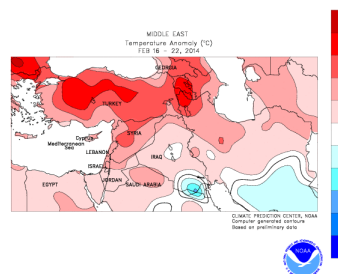 MIDDLE EAST
Temperature Anomaly (°C)
FEB 16 - 22, 2014
GEORGIA
TURKEY
Cyprus
Mediterranean
Sea
SYRIA
LEBANON
IRAQ
ISRAEL
JORDAN
EGYPT
SAUDI ARABIA
CLIMATE PREDICTION CENTER, NOAA
Computer generated contours
Based on preliminary data
NOAA